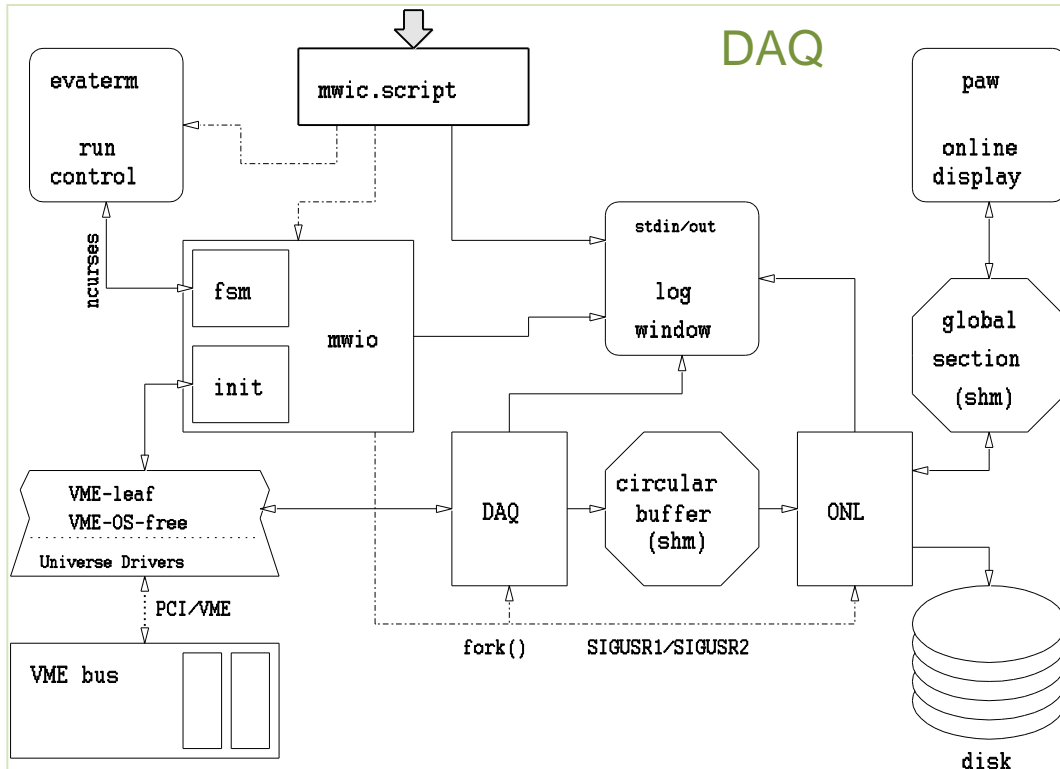 DAQ
evaterm
run
control
mwic.script
paw
online
display
ncurses
fsm
init
mwio
stdin/out
log
window
global
section
(shm)
VME-leaf
VME-OS-free
Universe Drivers
DAQ
circular
buffer
(shm)
ONL
PCI/VME
fork()
SIGUSR1/SIGUSR2
VME bus
disk